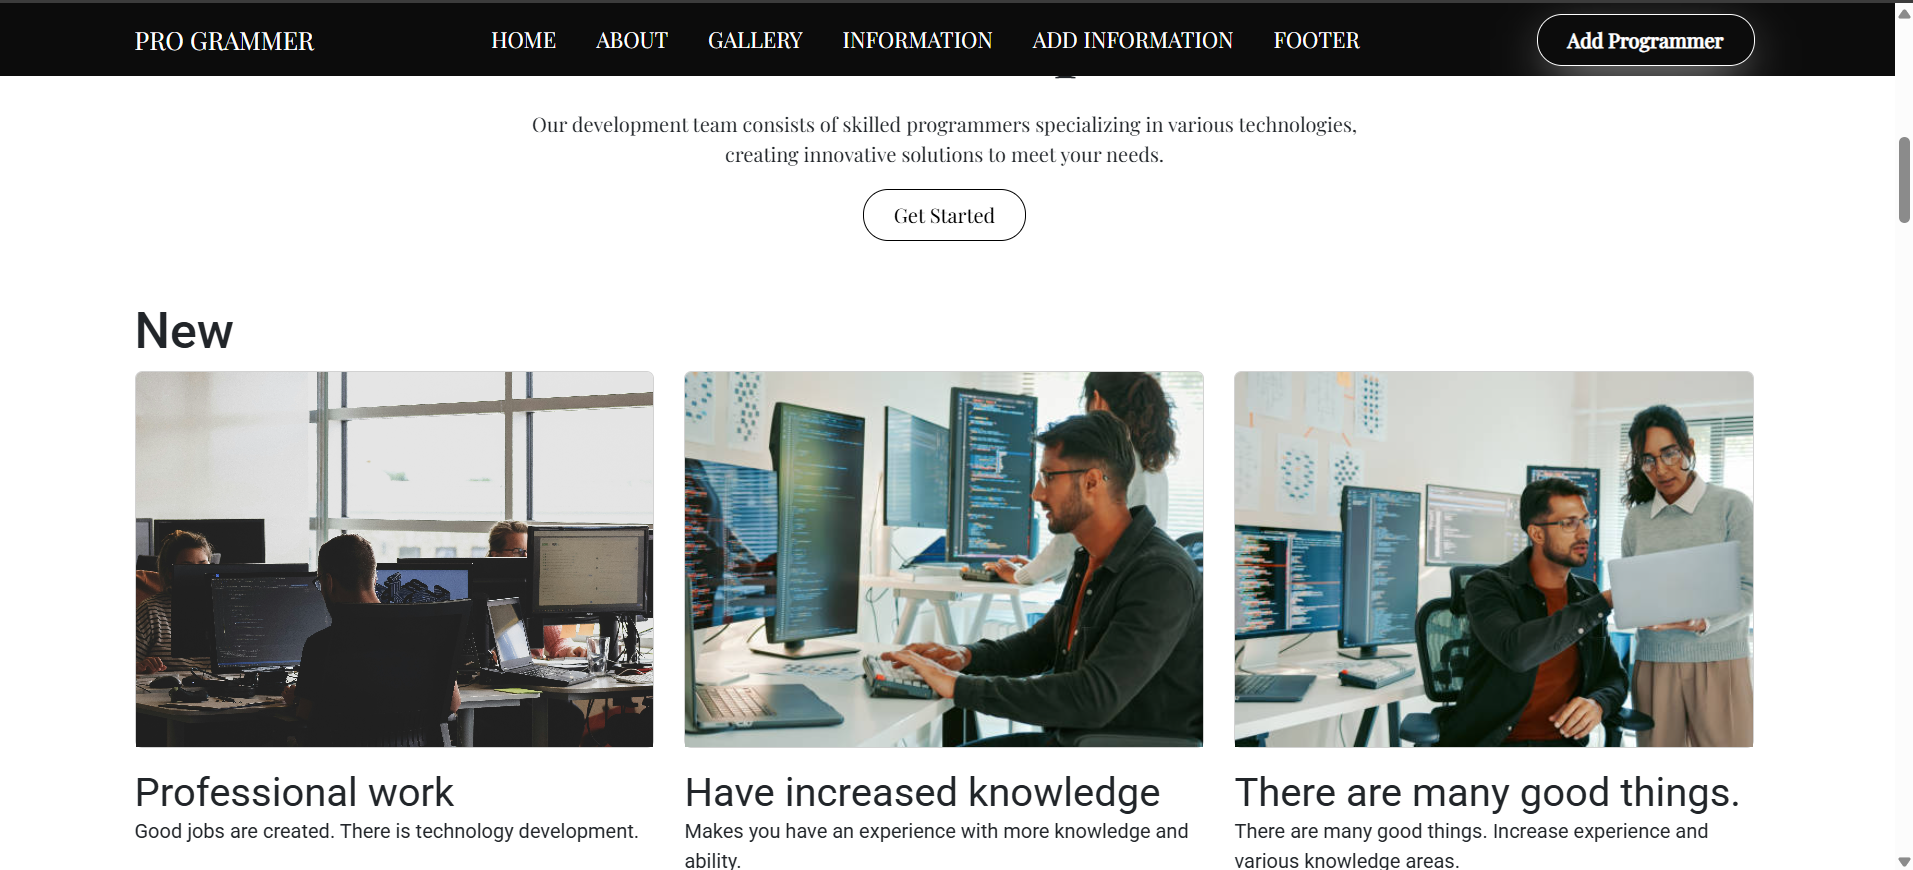 PRO GRAMMER
HOME ABOUT GALLERY INFORMATION ADD INFORMATION FOOTER
Add Programmer
Our development team consists of skilled programmers specializing in various technologies,
creating innovative solutions to meet your needs.
Get Started
New
Professional work
Good jobs are created. There is technology development.
Have increased knowledge
Makes you have an experience with more knowledge and
ability.
There are many good things.
There are many good things. Increase experience and
various knowledge areas.